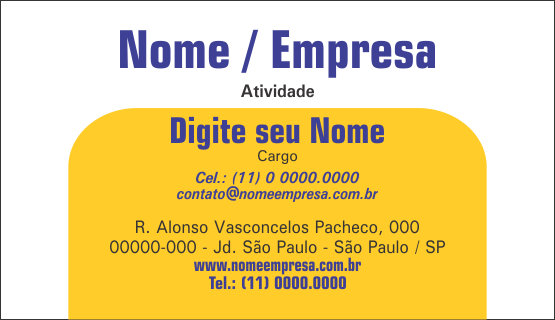 Nome / Empresa
Atividade
Digite seu Nome
Cargo
Cel.: (11) 0 0000.0000
contato@nomeempresa.com.br
R. Alonso Vasconcelos Pacheco, 000
00000-000 - Jd. São Paulo - São Paulo / SP
www.nomeempresa.com.br
Tel.: (11) 0000.0000